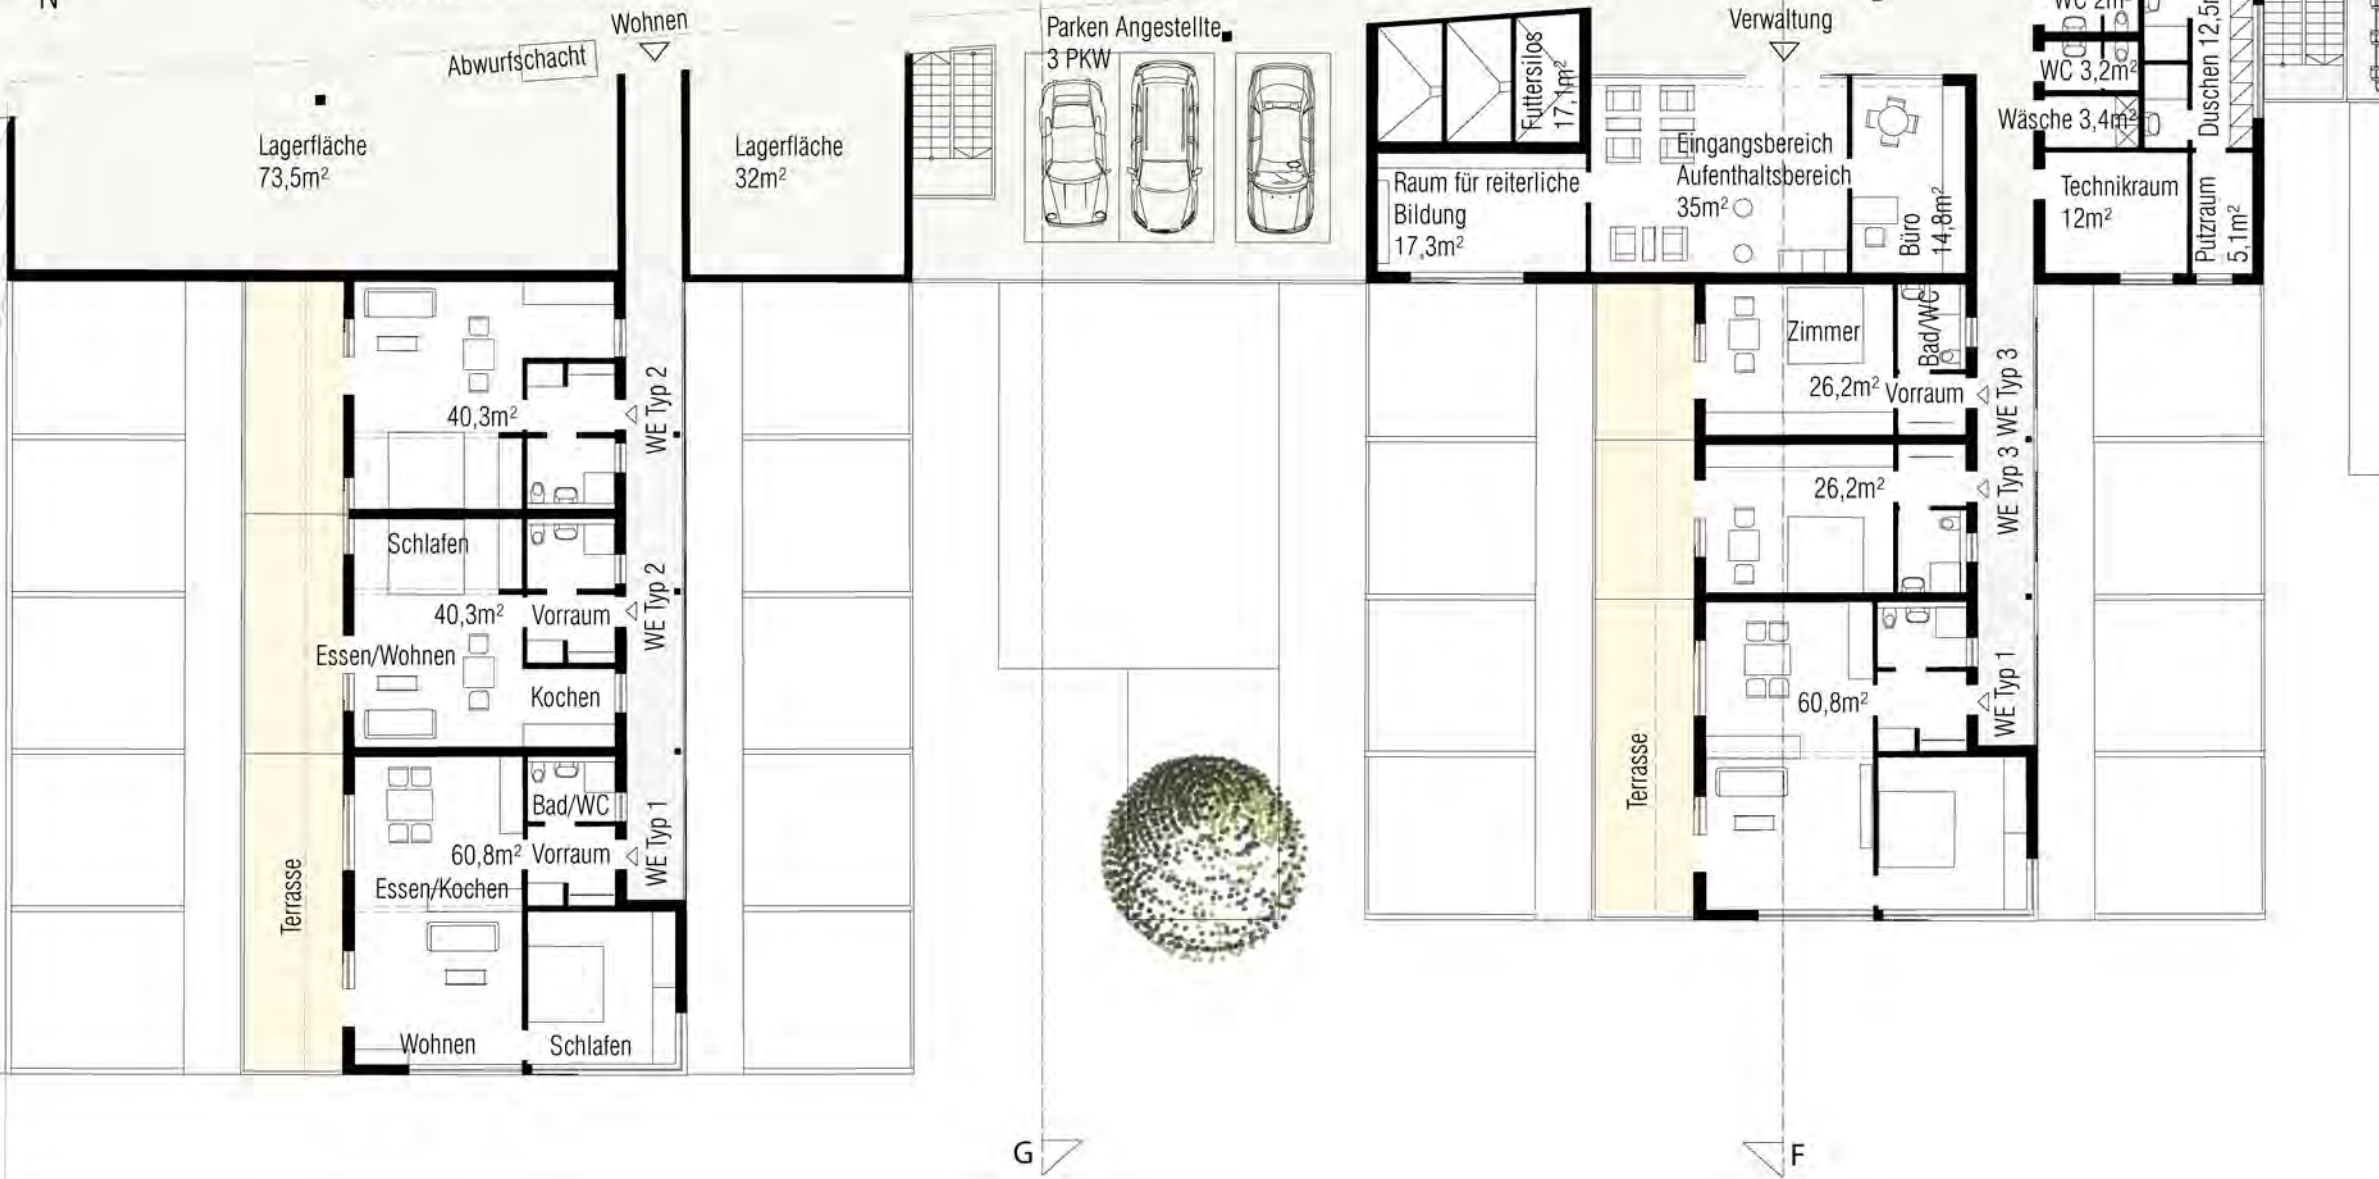 N
Wohnen
Abwurfschacht
Lagerfläche
73,5m²
Lagerfläche
32m²
Parken Angestellte
3 PKW
Futtersilos
17,1m²
Raum für reiterliche
Bildung
17,3m²
Verwaltung
Eingangsbereich
Aufenthaltsbereich
35m²
Büro
14,8m²
WC 2m²
WC 3,2m²
Wäsche 3,4m²
Duschen 12,5
Technikraum
12m²
Putzraum
5,1m²
40,3m²
WE Typ 2
Schlafen
40,3m²
Vorraum
WE Typ 2
Essen/Wohnen
Kochen
Bad/WC
60,8m²
Vorraum
WE Typ 1
Essen/Kochen
Terrasse
Wohnen
Schlafen
Zimmer
Bad/WC
26,2m²
Vorraum
WE Typ 3
26,2m²
WE Typ 3
60,8m²
WE Typ 1
Terrasse
G
F